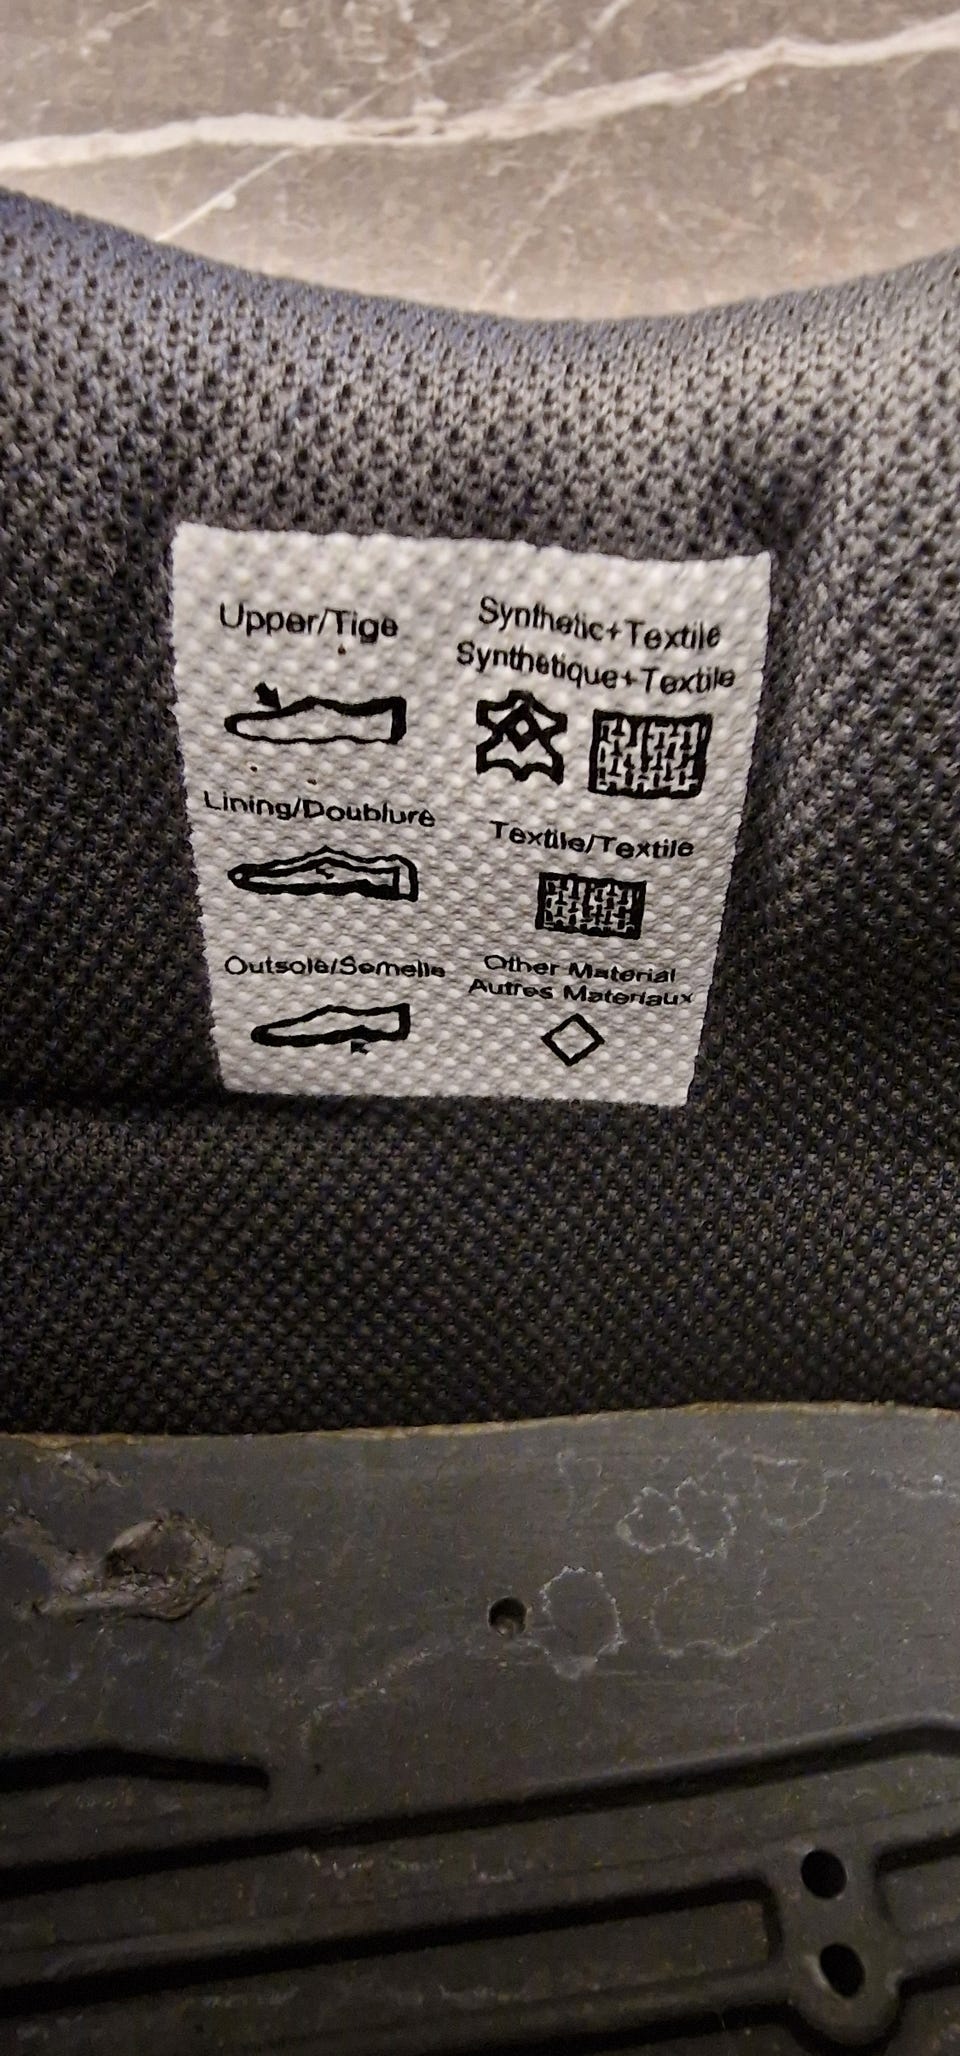 Upper/Tige
Synthetic+Textile
Synthetique+Textile
Lining/Doublure
Textile/Textile
Outsole/Semelle
Other Material
Autres Materiaux